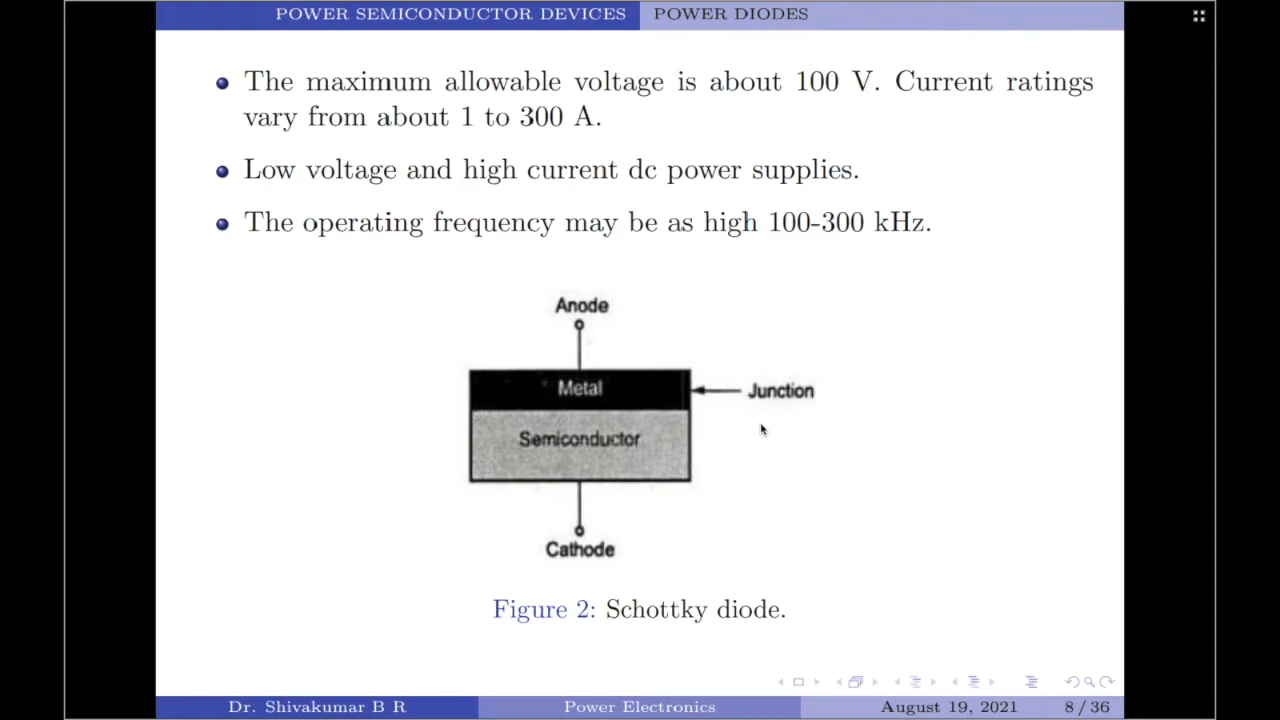 POWER SEMICONDUCTOR DEVICES POWER DIODES
The maximum allowable voltage is about 100 V. Current ratings
vary from about 1 to 300 A.
Low voltage and high current dc power supplies.
The operating frequency may be as high 100-300 kHz.
Anode
Metal
Junction
Semiconductor
Cathode
Figure 2: Schottky diode.
Dr. Shivakumar B R Power Electronics August 19, 2021 8 / 36